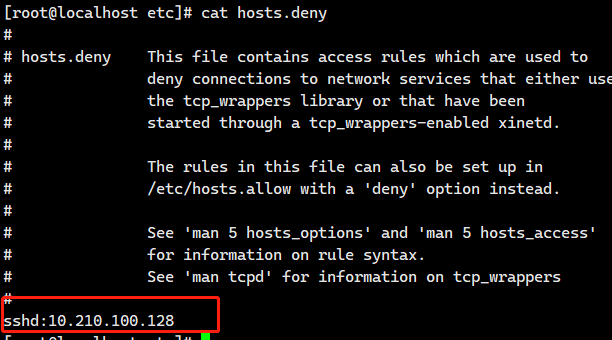 [root@localhost etc]# cat hosts.deny
#
# hosts.deny    This file contains access rules which are used to
#               deny connections to network services that either use
#               the tcp_wrappers library or that have been
#               started through a tcp_wrappers-enabled xinetd.
#
#               The rules in this file can also be set up in
#               /etc/hosts.allow with a 'deny' option instead.
#
#               See 'man 5 hosts_options' and 'man 5 hosts_access'
#               for information on rule syntax.
#               See 'man tcpd' for information on tcp_wrappers
#
sshd:10.210.100.128
[root@localhost etc]#